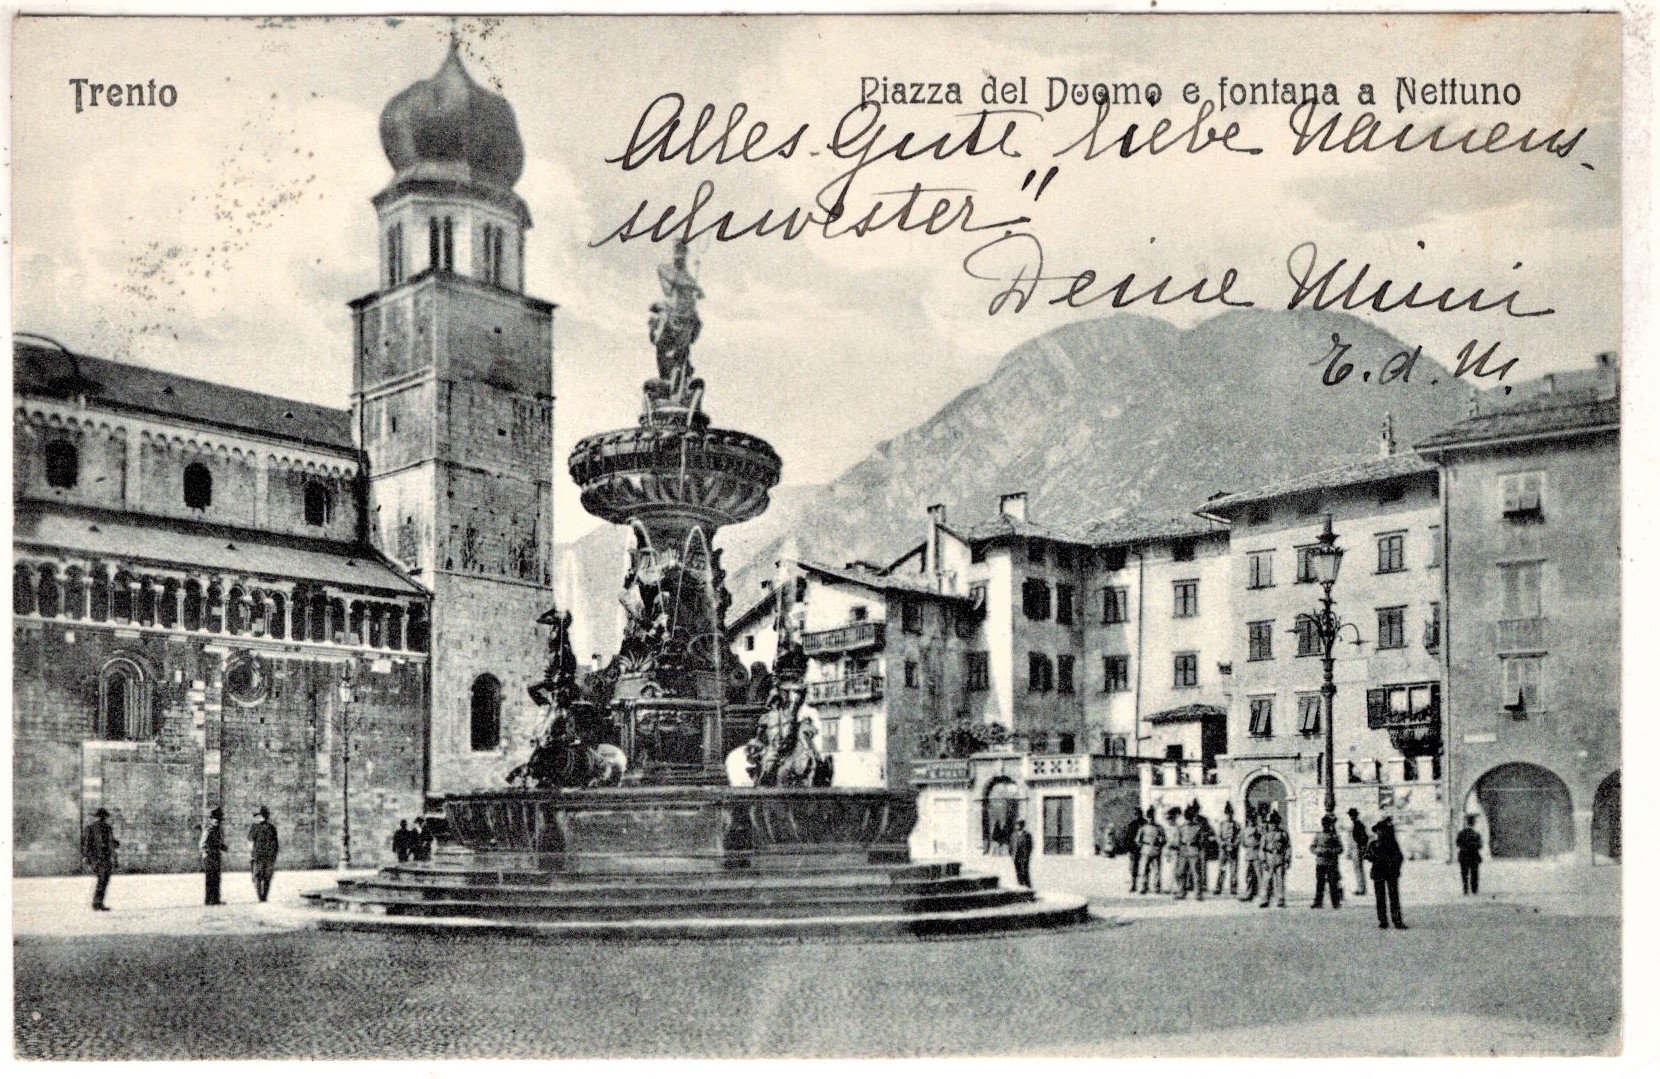 Trento
Piazza del Duomo e fontana a Nettuno
Alles Gute, liebe Namens-
schwester!"
Deine Mimi
E. d. M.